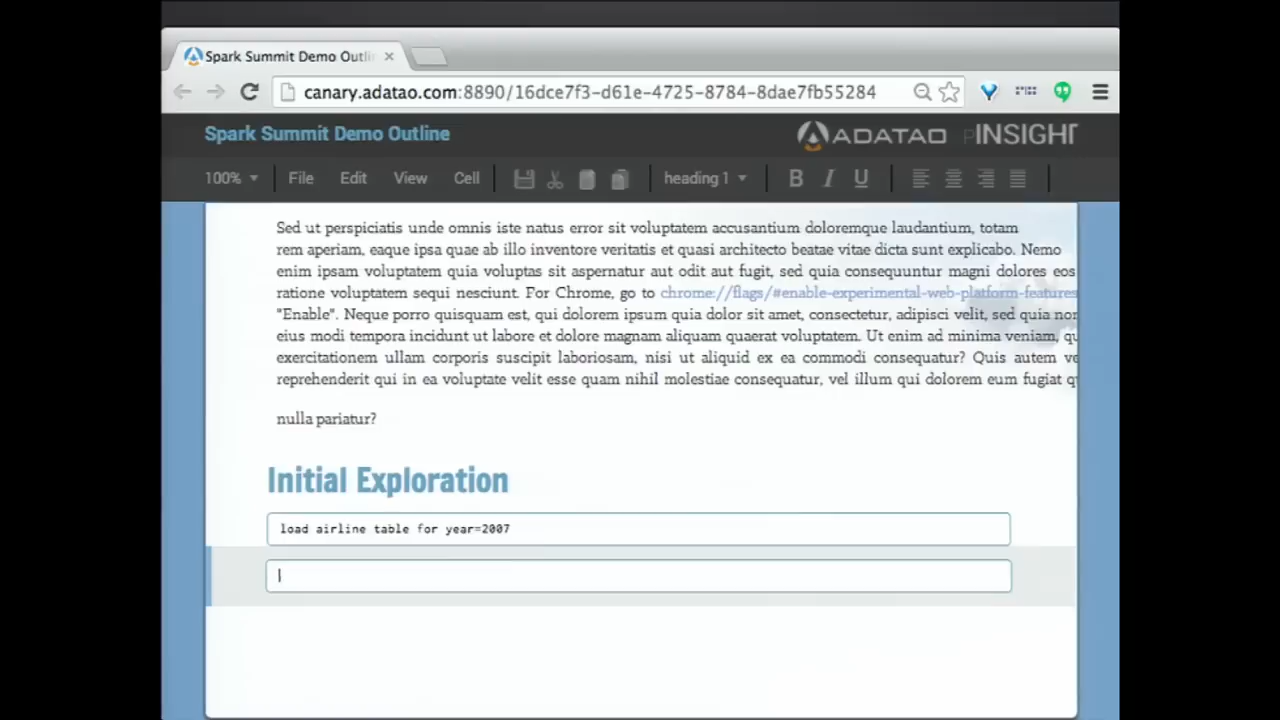 Spark Summit Demo Outli
canary.adatao.com:8890/16dce7f3-d61e-4725-8784-8dae7fb55284
Spark Summit Demo Outline
ADATAO pINSIGHT
100% File Edit View Cell heading 1 B I U
Sed ut perspiciatis unde omnis iste natus error sit voluptatem accusantium doloremque laudantium, totam
rem aperiam, eaque ipsa quae ab illo inventore veritatis et quasi architecto beatae vitae dicta sunt explicabo. Nemo
enim ipsam voluptatem quia voluptas sit aspernatur aut odit aut fugit, sed quia consequuntur magni dolores eos
ratione voluptatem sequi nesciunt. For Chrome, go to chrome://flags/#enable-experimental-web-platform-features
"Enable". Neque porro quisquam est, qui dolorem ipsum quia dolor sit amet, consectetur, adipisci velit, sed quia non
eius modi tempora incidunt ut labore et dolore magnam aliquam quaerat voluptatem. Ut enim ad minima veniam, qu
exercitationem ullam corporis suscipit laboriosam, nisi ut aliquid ex ea commodi consequatur? Quis autem ve
reprehenderit qui in ea voluptate velit esse quam nihil molestiae consequatur, vel illum qui dolorem eum fugiat q
nulla pariatur?
Initial Exploration
load airline table for year=2007